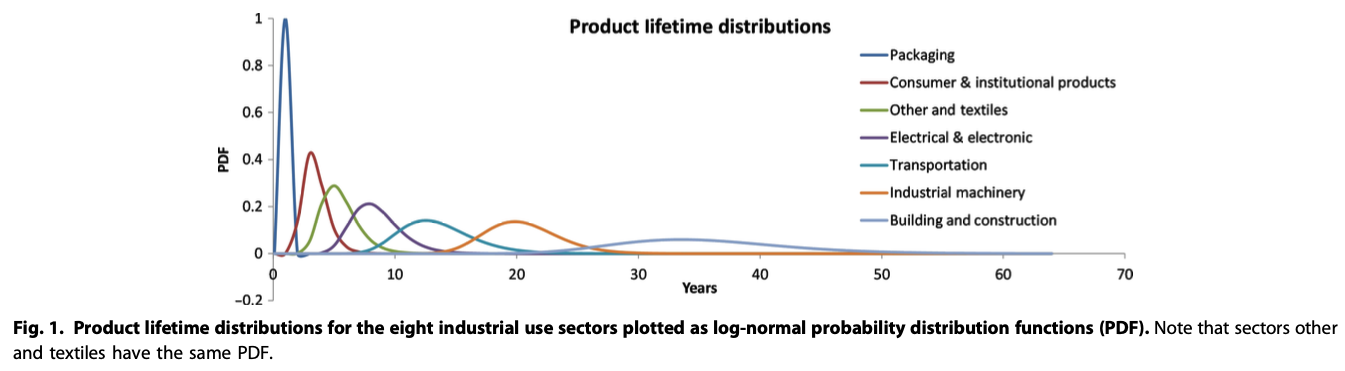 Product lifetime distributions
1
0.8
0.6
0.4
0.2
0
−0.2
PDF
0 10 20 30 40 50 60 70
Years
Packaging
Consumer & institutional products
Other and textiles
Electrical & electronic
Transportation
Industrial machinery
Building and construction
Fig. 1. Product lifetime distributions for the eight industrial use sectors plotted as log-normal probability distribution functions (PDF). Note that sectors other
and textiles have the same PDF.